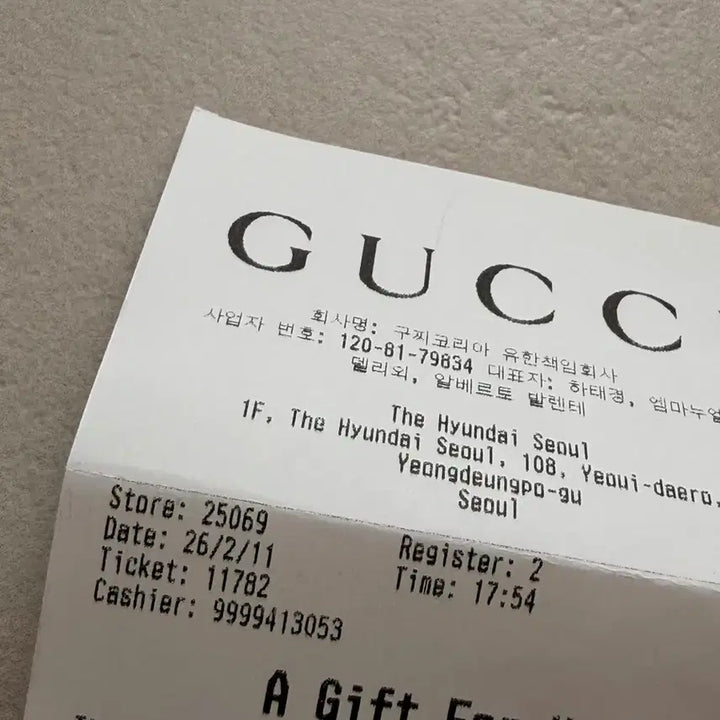 GUCC
회사명: 구찌코리아 유한책임회사
사업자 번호: 120-81-79834 대표자: 하태경, 엠마누엘
델리외, 알베르토 발렌테
The Hyundai Seoul
1F, The Hyundai Seoul, 108, Yeoui-daero,
Yeongdeungpo-gu
Seoul
Store: 25069 Register: 2
Date: 26/2/11 Time: 17:54
Ticket: 11782
Cashier: 9999413053
A Gift For